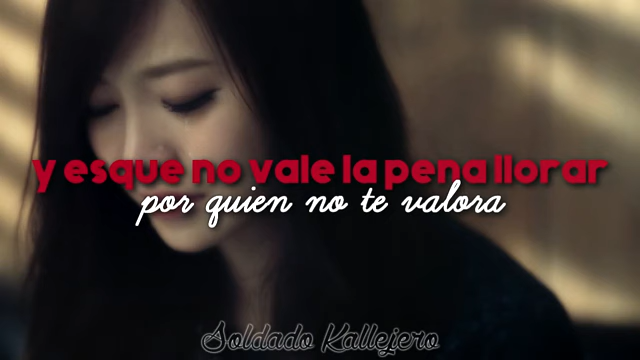 y esque no vale la pena llorar
por quien no te valora
Soldado Kallejero